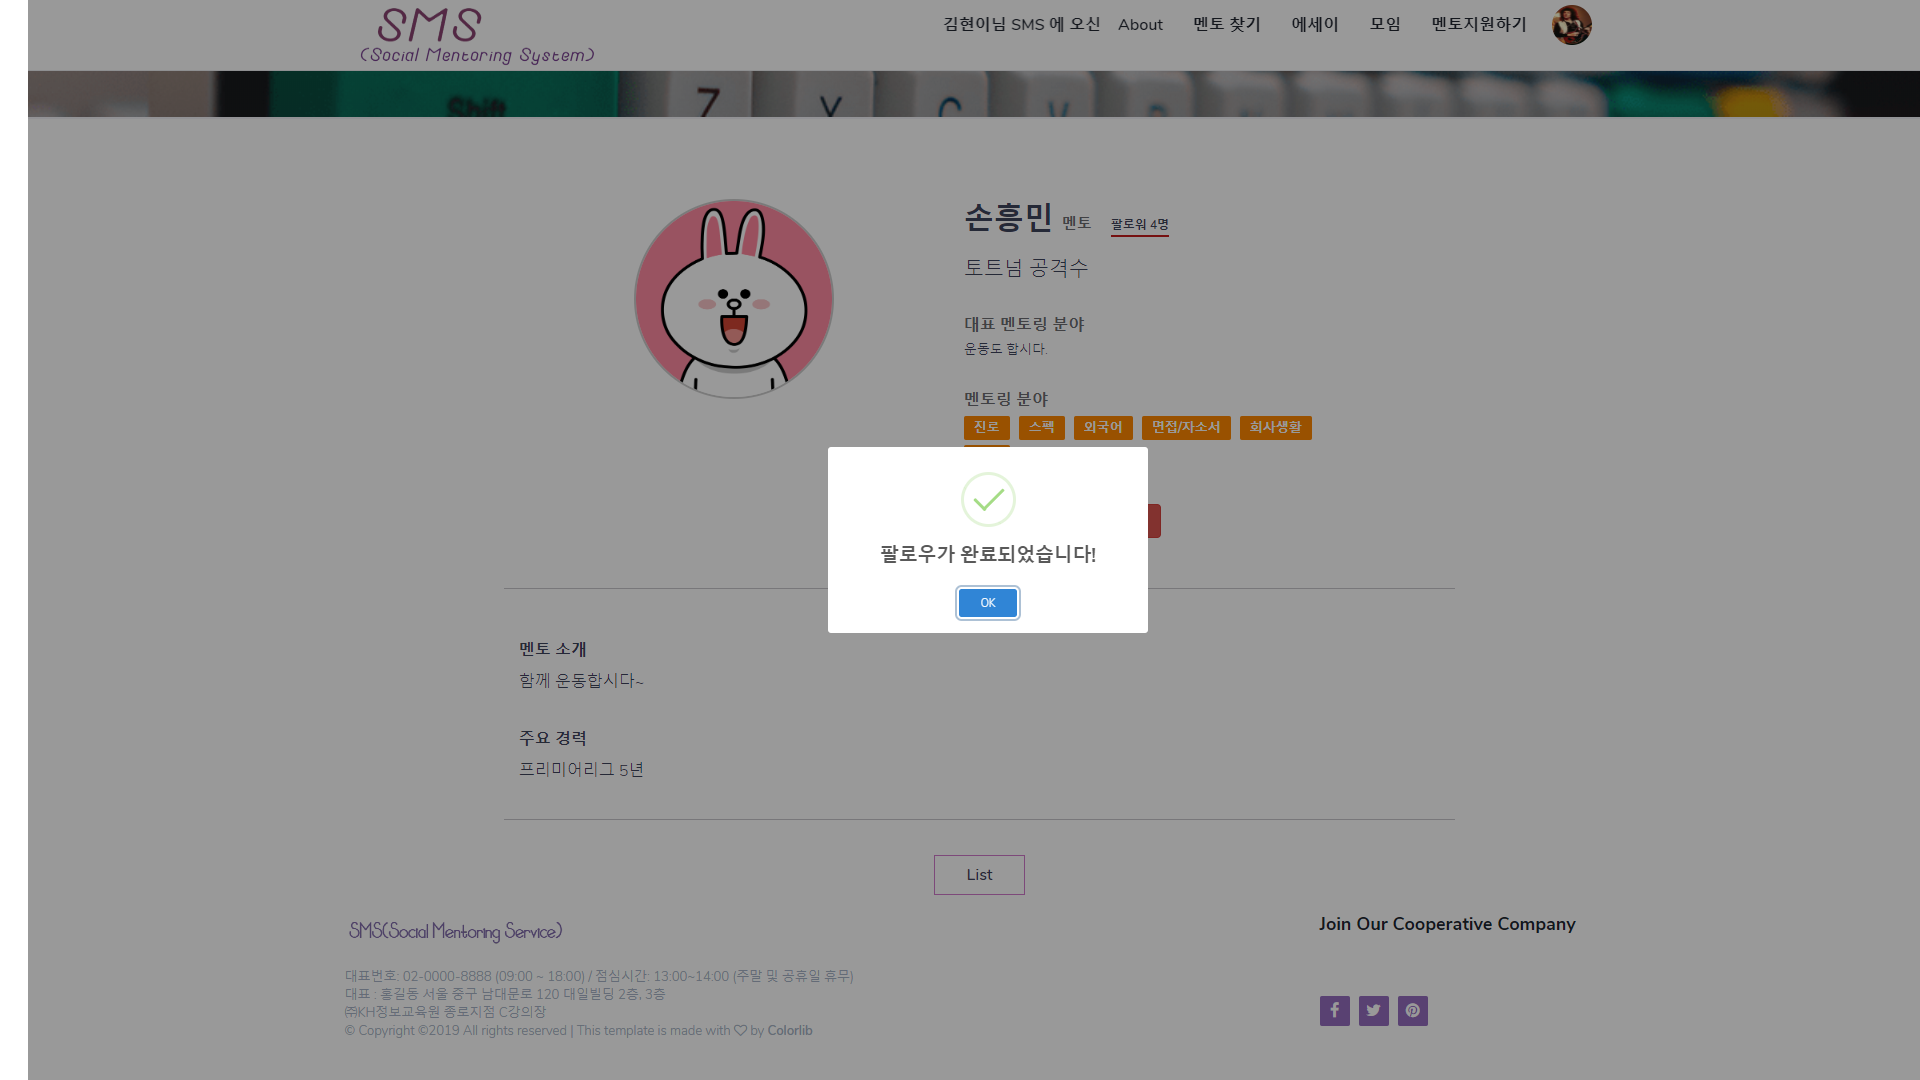 SMS
(Social Mentoring System)
김현이님 SMS 에 오신 About 멘토 찾기 에세이 모임 멘토지원하기
Shift Z X C V B N
손흥민 멘토 팔로워 4명
토트넘 공격수
대표 멘토링 분야
운동도 합시다.
멘토링 분야
진로 스펙 외국어 면접/자소서 회사생활
팔로우가 완료되었습니다!
OK
멘토 소개
함께 운동합시다~
주요 경력
프리미어리그 5년
List
SMS(Social Mentoring Service)
Join Our Cooperative Company
대표번호: 02-0000-8888 (09:00 ~ 18:00) / 점심시간: 13:00~14:00 (주말 및 공휴일 휴무)
대표 : 홍길동 서울 중구 남대문로 120 대일빌딩 2층, 3층
㈜KH정보교육원 종로지점 C강의장
© Copyright ©2019 All rights reserved | This template is made with ♡ by Colorlib